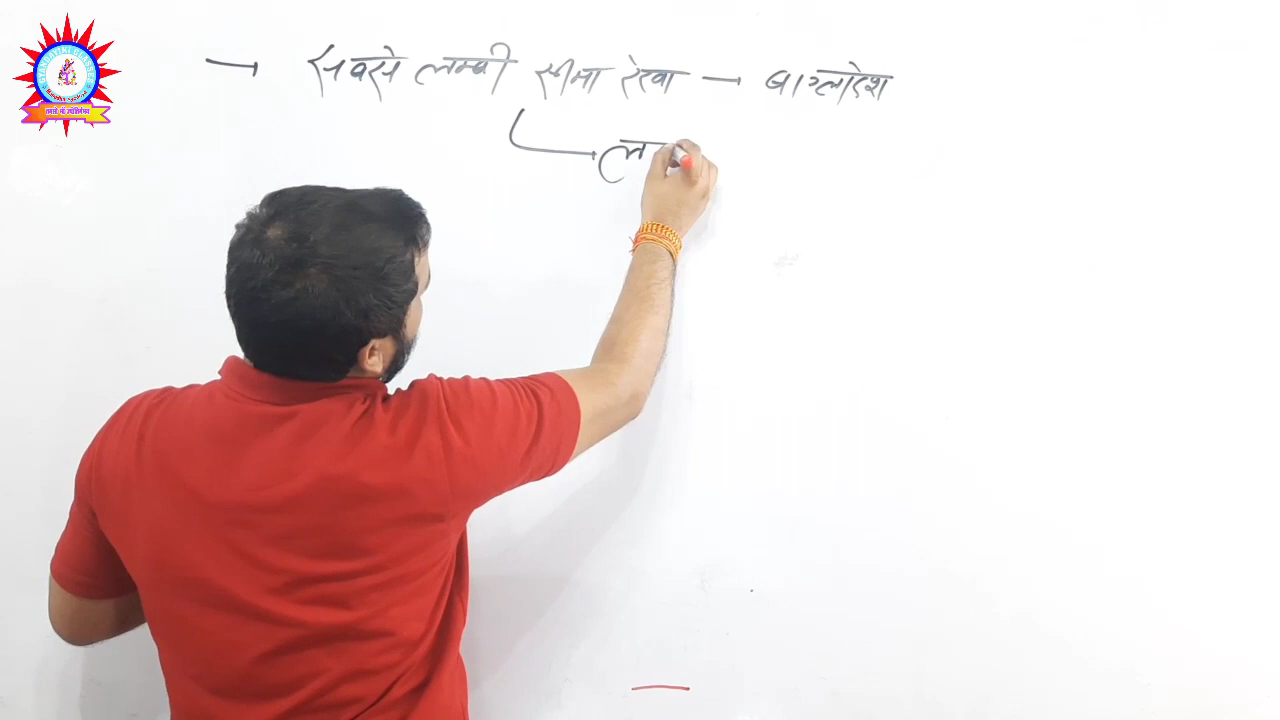 → सबसे लम्बी सीमा रेखा → बाग्लादेश
ल